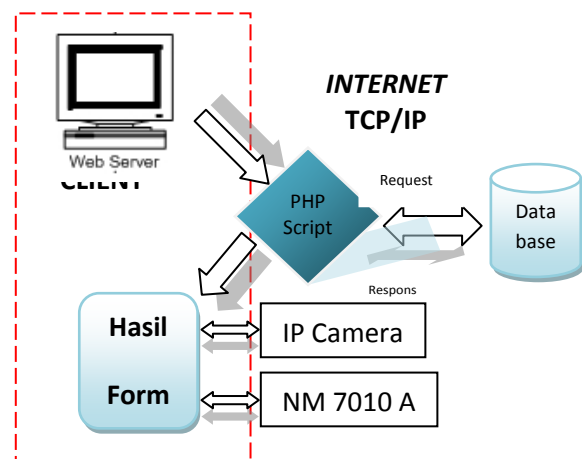 Web Server
CLIENT
INTERNET
TCP/IP
PHP
Script
Request
Respons
Data
base
Hasil
Form
IP Camera
NM 7010 A